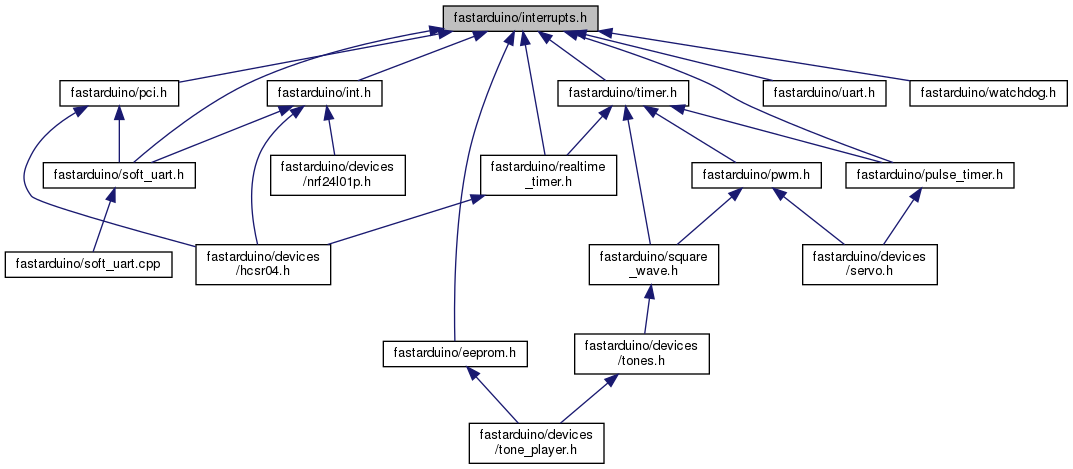 fastarduino/interrupts.h
fastarduino/pci.h
fastarduino/int.h
fastarduino/timer.h
fastarduino/uart.h
fastarduino/watchdog.h
fastarduino/soft_uart.h
fastarduino/devices
/nrf24l01p.h
fastarduino/realtime
_timer.h
fastarduino/pwm.h
fastarduino/pulse_timer.h
fastarduino/soft_uart.cpp
fastarduino/devices
/hcsr04.h
fastarduino/square
_wave.h
fastarduino/devices
/servo.h
fastarduino/eeprom.h
fastarduino/devices
/tones.h
fastarduino/devices
/tone_player.h